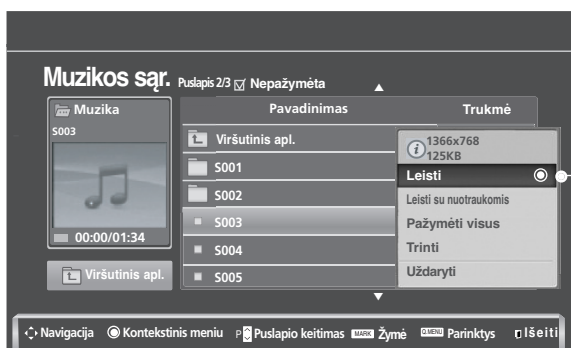 Muzikos sąr. Puslapis 2/3 ☑ Nepažymėta
Muzika
S003
00:00/01:34
Viršutinis apl.
Pavadinimas Trukmė
Viršutinis apl.
S001
S002
S003
S004
S005
1366x768
125KB
Leisti
Leisti su nuotraukomis
Pažymėti visus
Trinti
Uždaryti
Navigacija Kontekstinis meniu P Puslapio keitimas MARK Žymė Q.MENU Parinktys Išeiti